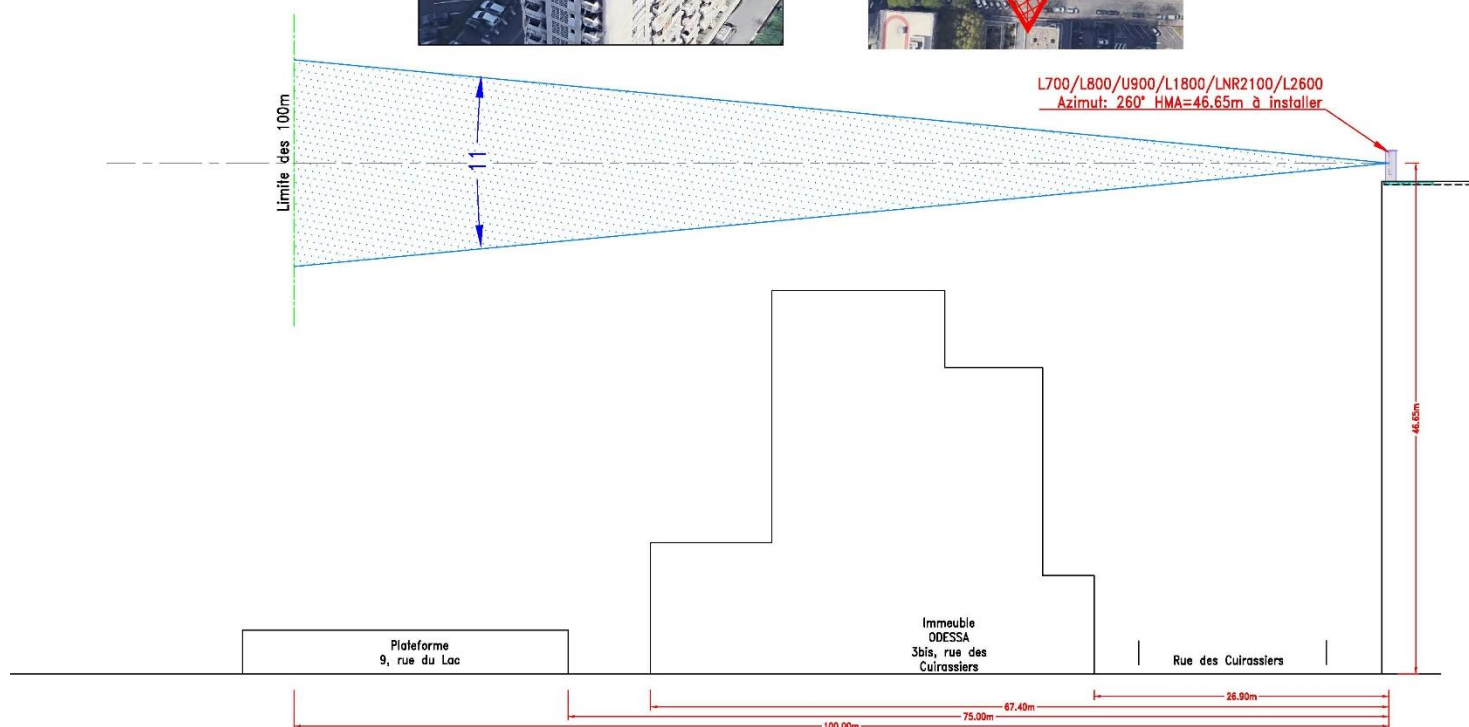 L700/L800/U900/L1800/LNR2100/L2600
Azimut: 260° HMA=46.65m à installer
Limite des 100m
11
46.65m
Immeuble
ODESSA
3bis, rue des
Cuirassiers
Plateforme
9, rue du Lac
Rue des Cuirassiers
26.90m
67.40m
75.00m
100.00m